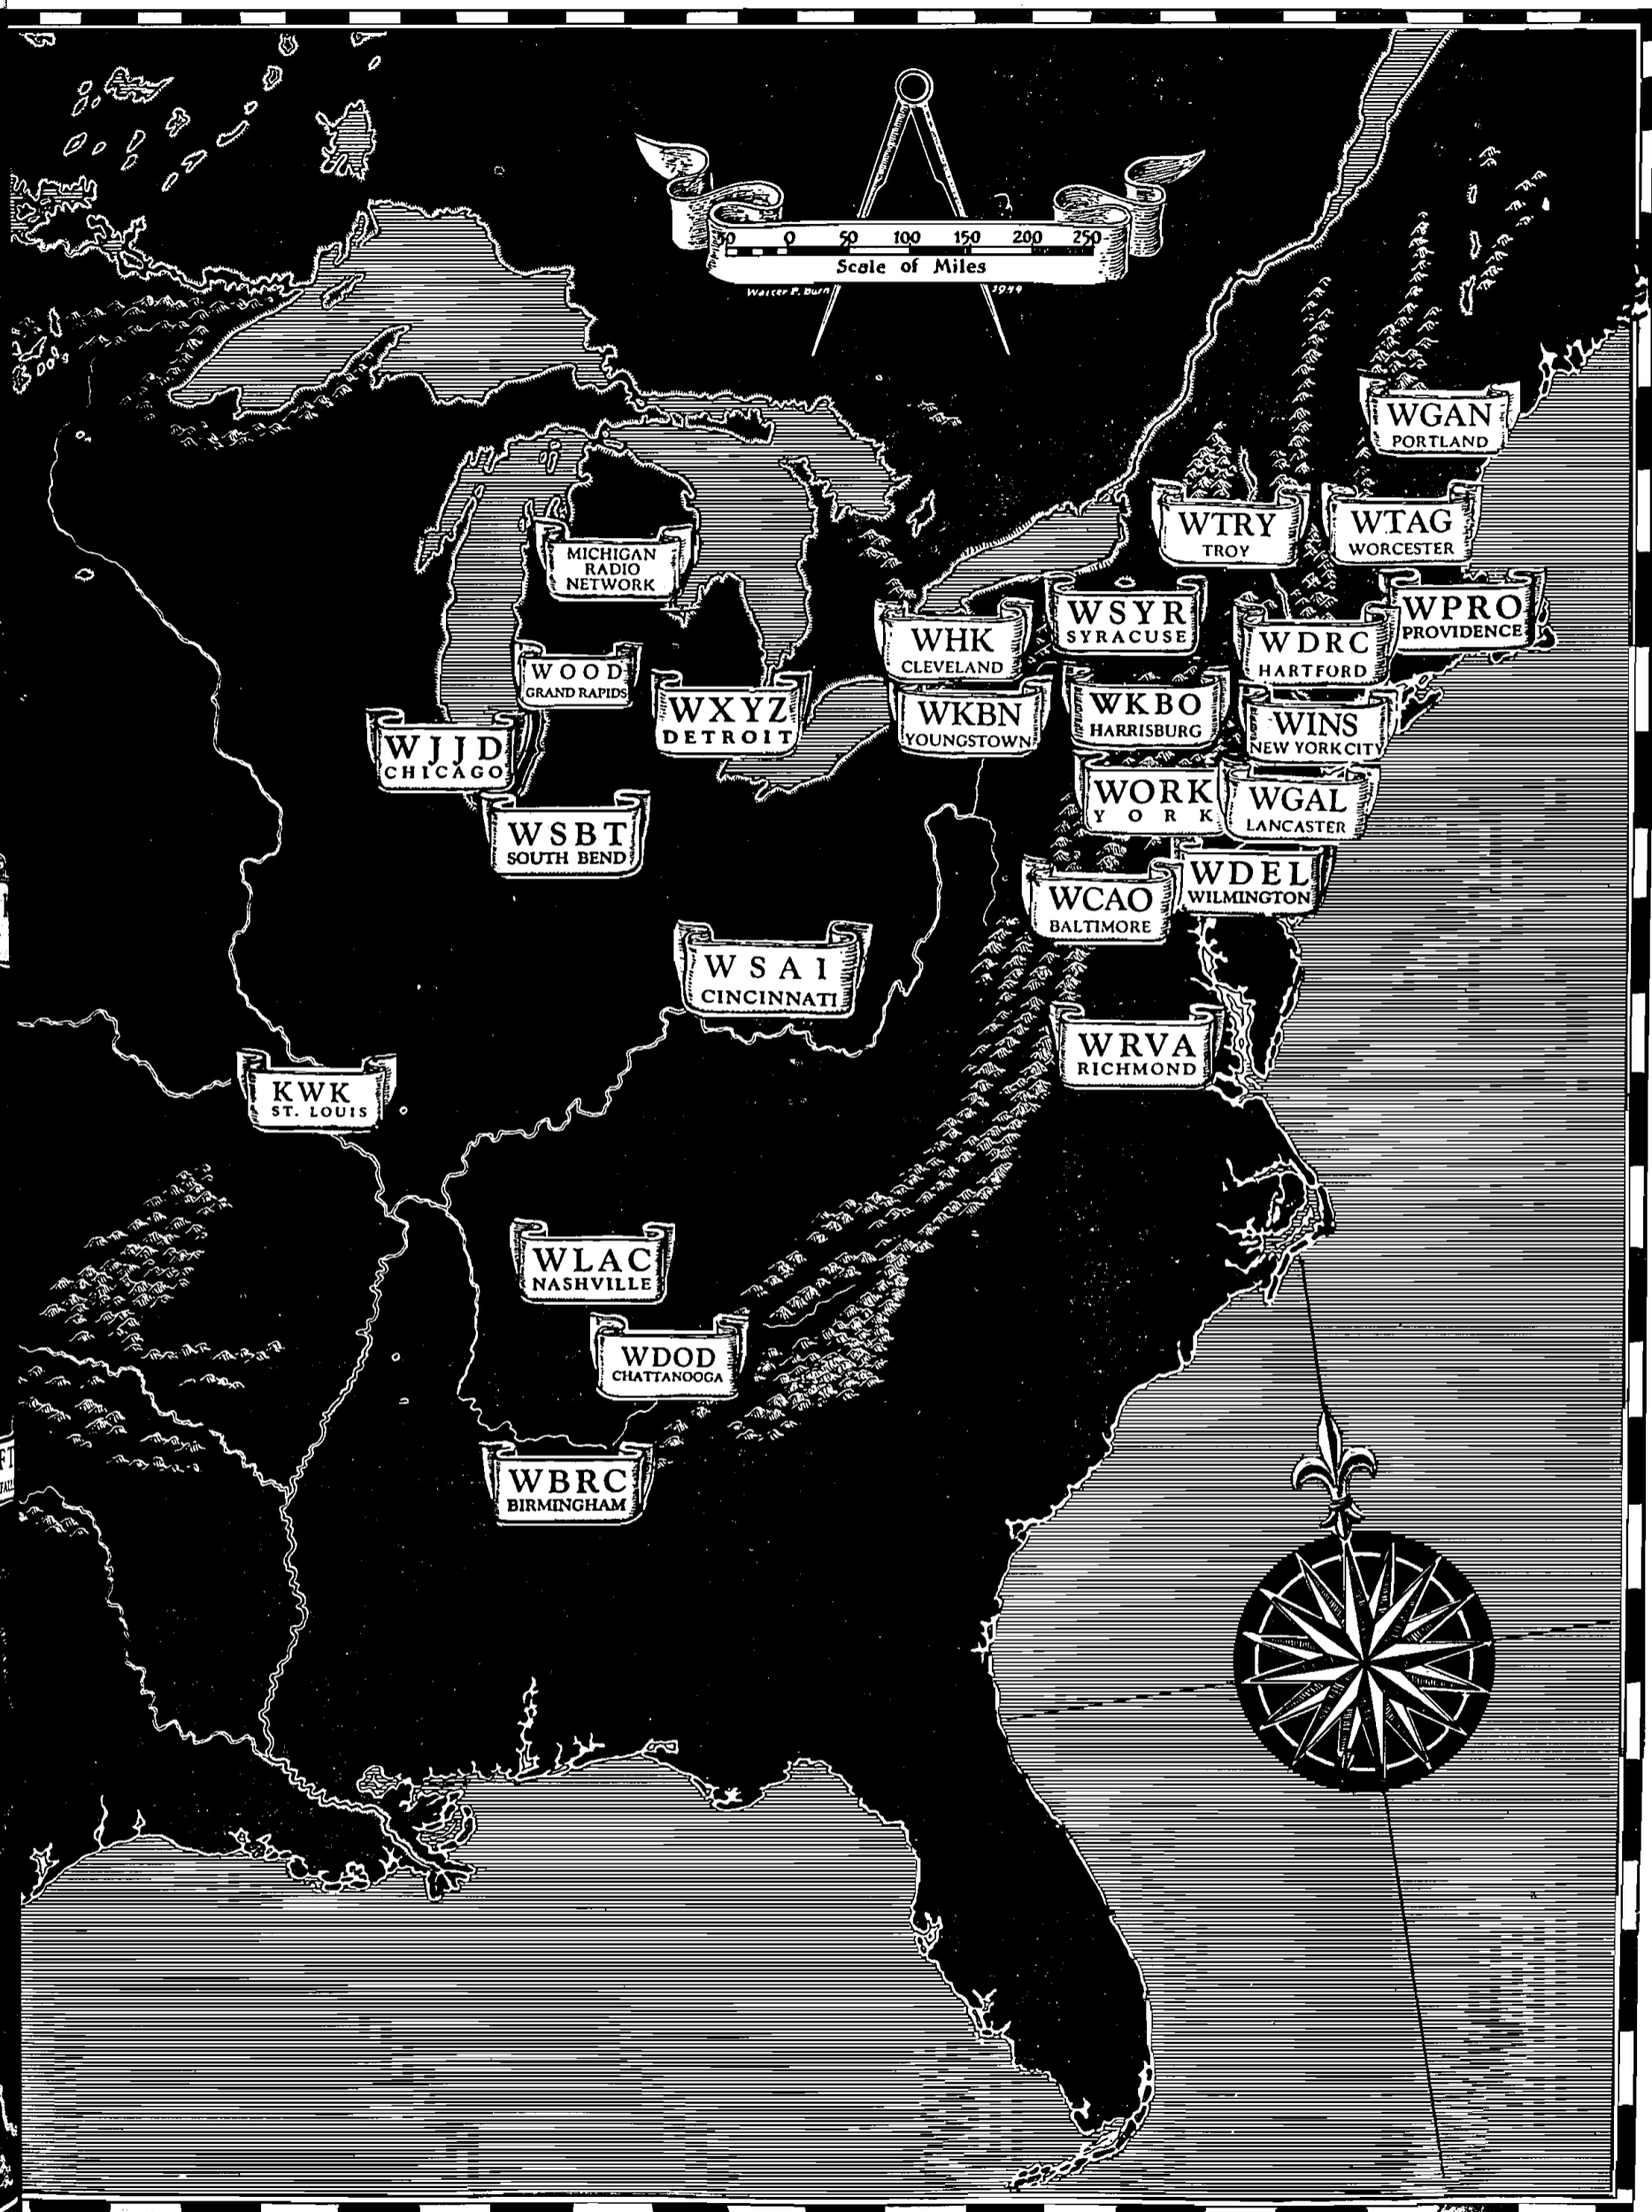 50 0 50 100 150 200 250
Scale of Miles
Walter P. Burn 1944
WGAN
PORTLAND
WTRY
TROY
WTAG
WORCESTER
MICHIGAN
RADIO
NETWORK
WSYR
SYRACUSE
WPRO
PROVIDENCE
WHK
CLEVELAND
WDRC
HARTFORD
WOOD
GRAND RAPIDS
WXYZ
DETROIT
WKBN
YOUNGSTOWN
WKBO
HARRISBURG
WINS
NEW YORK CITY
WJJD
CHICAGO
WORK
YORK
WGAL
LANCASTER
WSBT
SOUTH BEND
WCAO
BALTIMORE
WDEL
WILMINGTON
WSAI
CINCINNATI
WRVA
RICHMOND
KWK
ST. LOUIS
WLAC
NASHVILLE
WDOD
CHATTANOOGA
WBRC
BIRMINGHAM